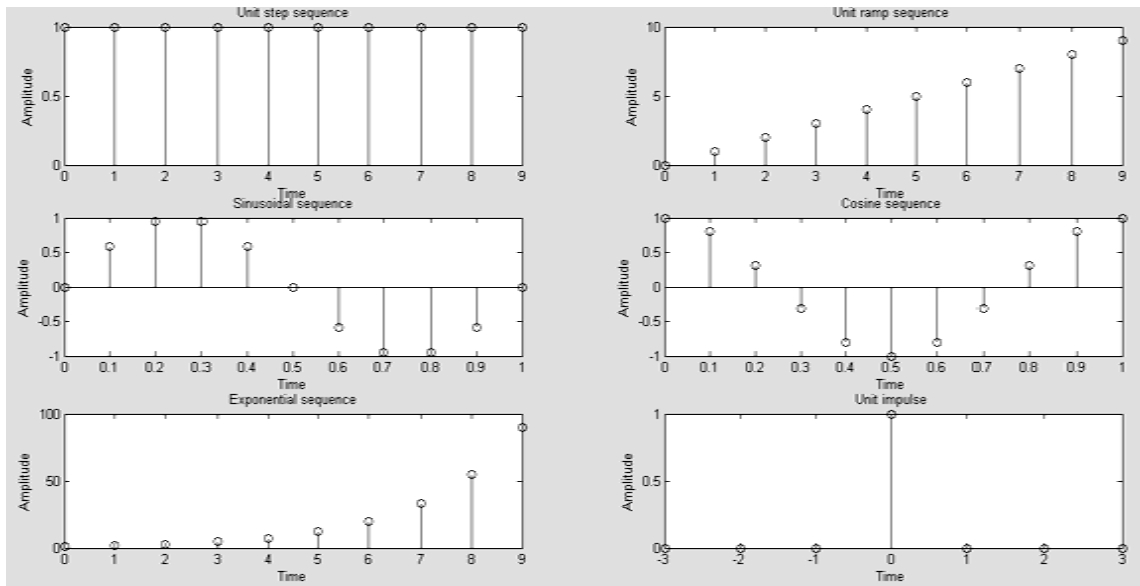 Unit step sequence
1
0.5
0
Amplitude
0 1 2 3 4 5 6 7 8 9
Time
Unit ramp sequence
10
5
0
Amplitude
0 1 2 3 4 5 6 7 8 9
Time
Sinusoidal sequence
1
0.5
0
-0.5
-1
Amplitude
0 0.1 0.2 0.3 0.4 0.5 0.6 0.7 0.8 0.9 1
Time
Cosine sequence
1
0.5
0
-0.5
-1
Amplitude
0 0.1 0.2 0.3 0.4 0.5 0.6 0.7 0.8 0.9 1
Time
Exponential sequence
100
50
0
Amplitude
0 1 2 3 4 5 6 7 8 9
Time
Unit impulse
1
0.5
0
Amplitude
-3 -2 -1 0 1 2 3
Time